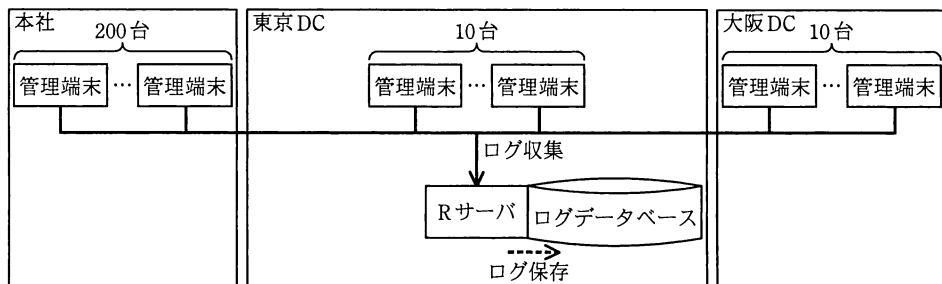 本社
200台
管理端末 … 管理端末
東京DC
10台
管理端末 … 管理端末
大阪DC
10台
管理端末 … 管理端末
ログ収集
Rサーバ
ログデータベース
ログ保存